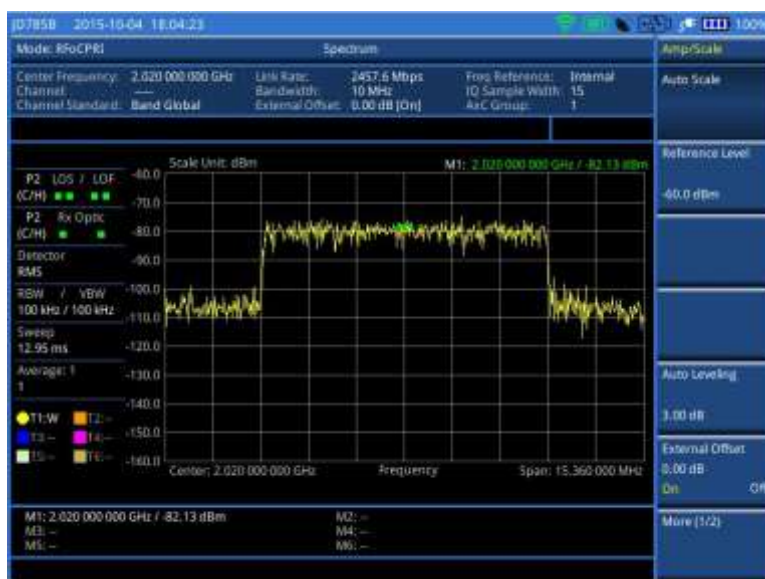 JD785B 2015-10-04 18:04:23 100%
Mode: RFoCPRI Spectrum Amp/Scale
Center Frequency: 2.020 000 000 GHz Link Rate: 2457.6 Mbps Freq Reference: Internal
Channel: ---- Bandwidth: 10 MHz IQ Sample Width: 15
Channel Standard: Band Global External Offset: 0.00 dB [On] AxC Group: 1
Auto Scale
Reference Level
-60.0 dBm
Auto Leveling
3.00 dB
External Offset
0.00 dB
On Off
More (1/2)
Scale Unit: dBm M1: 2.020 000 000 GHz / -82.13 dBm
P2 LOS / LOF
(C/H)
P2 Rx Optic
(C/H)
Detector
RMS
RBW / VBW
100 kHz / 100 kHz
Sweep
12.95 ms
Average: 1
1
T1:W T2:--
T3:-- T4:--
T5:-- T6:--
-60.0
-70.0
-80.0
-90.0
-100.0
-110.0
-120.0
-130.0
-140.0
-150.0
-160.0
Center: 2.020 000 000 GHz Frequency Span: 15.360 000 MHz
M1: 2.020 000 000 GHz / -82.13 dBm M2: --
M3: -- M4: --
M5: -- M6: --